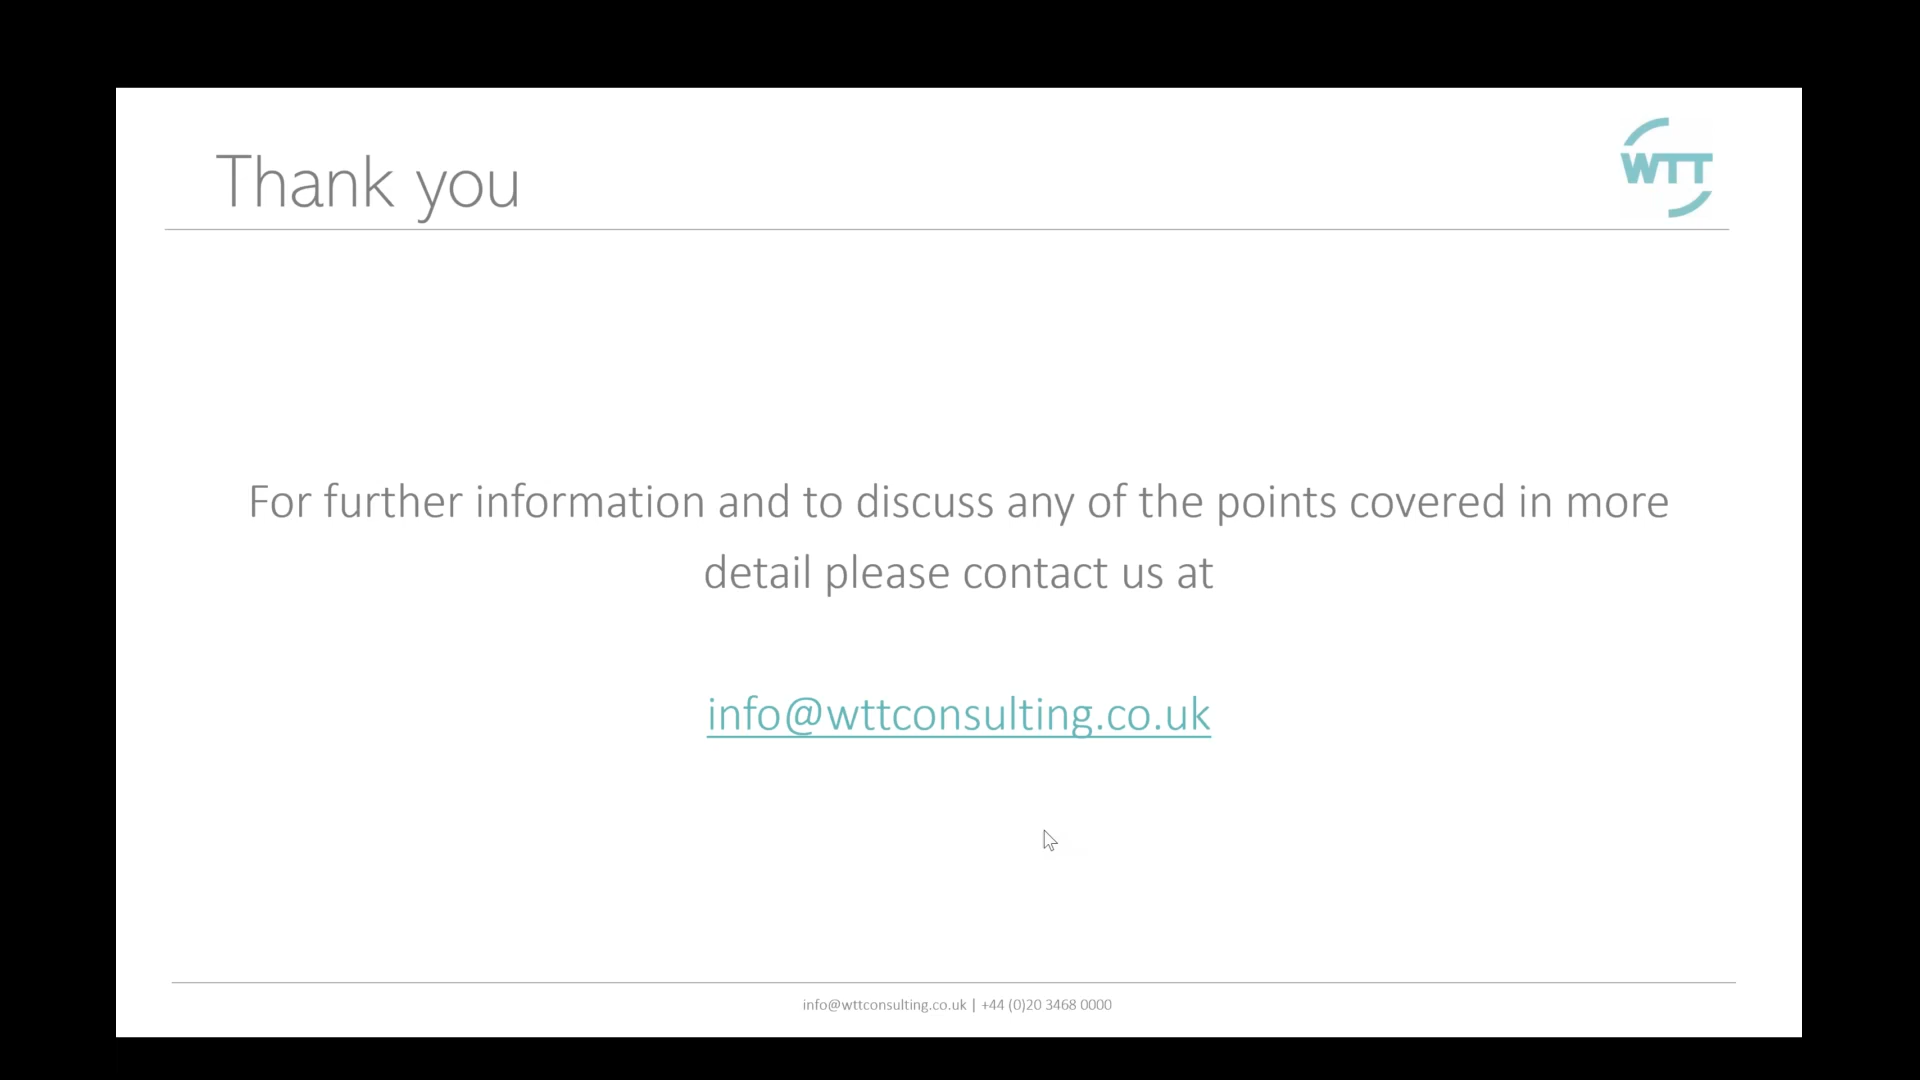 Thank you
WTT
For further information and to discuss any of the points covered in more
detail please contact us at
info@wttconsulting.co.uk
info@wttconsulting.co.uk | +44 (0)20 3468 0000